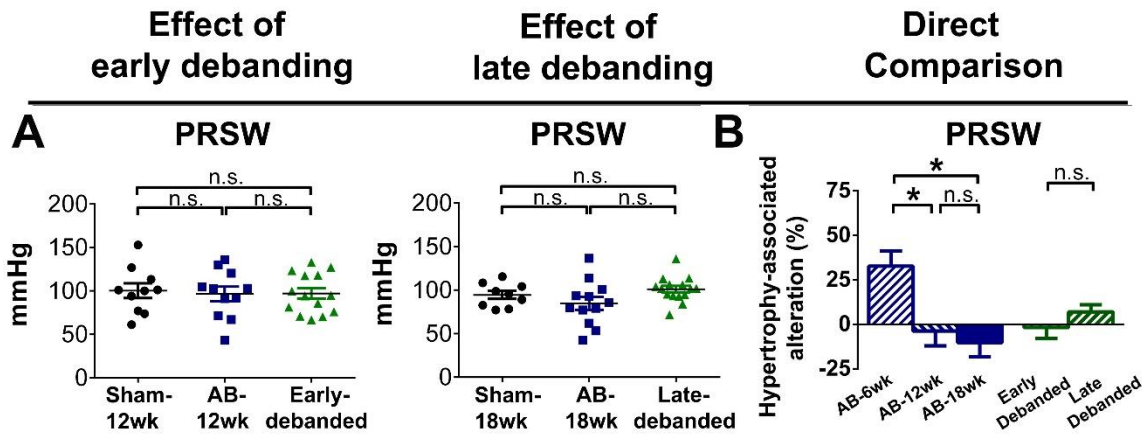 Effect of
early debanding
Effect of
late debanding
Direct
Comparison
A
PRSW
n.s.
n.s.
n.s.
mmHg
200
150
100
50
0
Sham-
12wk
AB-
12wk
Early-
debanded
PRSW
n.s.
n.s.
n.s.
mmHg
200
150
100
50
0
Sham-
18wk
AB-
18wk
Late-
debanded
B
PRSW
Hypertrophy-associated
alteration (%)
*
*
n.s.
n.s.
75
50
25
0
-25
AB-6wk
AB-12wk
AB-18wk
Early
Debanded
Late
Debanded